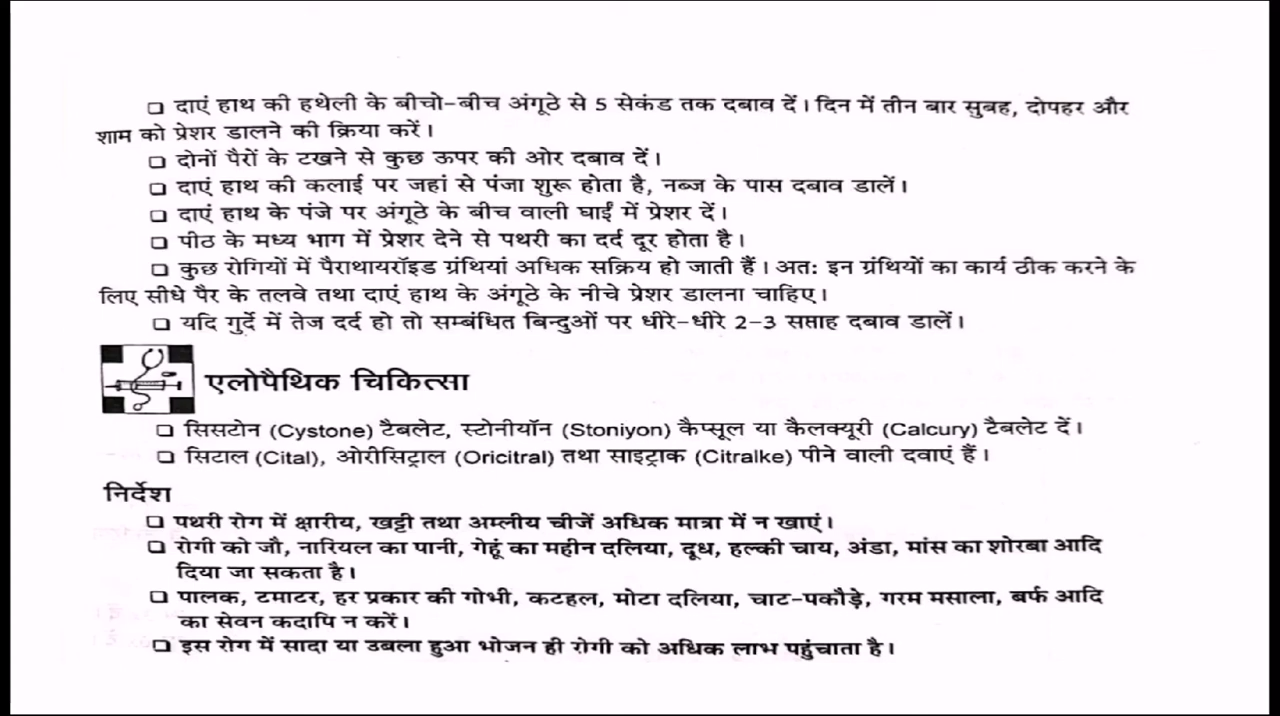 ❑ दाएं हाथ की हथेली के बीचो-बीच अंगूठे से 5 सेकंड तक दबाव दें। दिन में तीन बार सुबह, दोपहर और
शाम को प्रेशर डालने की क्रिया करें।
❑ दोनों पैरों के टखने से कुछ ऊपर की ओर दबाव दें।
❑ दाएं हाथ की कलाई पर जहां से पंजा शुरू होता है, नब्ज के पास दबाव डालें।
❑ दाएं हाथ के पंजे पर अंगूठे के बीच वाली घाईं में प्रेशर दें।
❑ पीठ के मध्य भाग में प्रेशर देने से पथरी का दर्द दूर होता है।
❑ कुछ रोगियों में पैराथायरॉइड ग्रंथियां अधिक सक्रिय हो जाती हैं। अत: इन ग्रंथियों का कार्य ठीक करने के
लिए सीधे पैर के तलवे तथा दाएं हाथ के अंगूठे के नीचे प्रेशर डालना चाहिए।
❑ यदि गुर्दे में तेज दर्द हो तो सम्बंधित बिन्दुओं पर धीरे-धीरे 2-3 सप्ताह दबाव डालें।
एलोपैथिक चिकित्सा
❑ सिसटोन (Cystone) टैबलेट, स्टोनीयॉन (Stoniyon) कैप्सूल या कैलक्यूरी (Calcury) टैबलेट दें।
❑ सिटाल (Cital), ओरीसिट्राल (Oricitral) तथा साइट्राक (Citralke) पीने वाली दवाएं हैं।
निर्देश
❑ पथरी रोग में क्षारीय, खट्टी तथा अम्लीय चीजें अधिक मात्रा में न खाएं।
❑ रोगी को जौ, नारियल का पानी, गेहूं का महीन दलिया, दूध, हल्की चाय, अंडा, मांस का शोरबा आदि
दिया जा सकता है।
❑ पालक, टमाटर, हर प्रकार की गोभी, कटहल, मोटा दलिया, चाट-पकौड़े, गरम मसाला, बर्फ आदि
का सेवन कदापि न करें।
❑ इस रोग में सादा या उबला हुआ भोजन ही रोगी को अधिक लाभ पहुंचाता है।